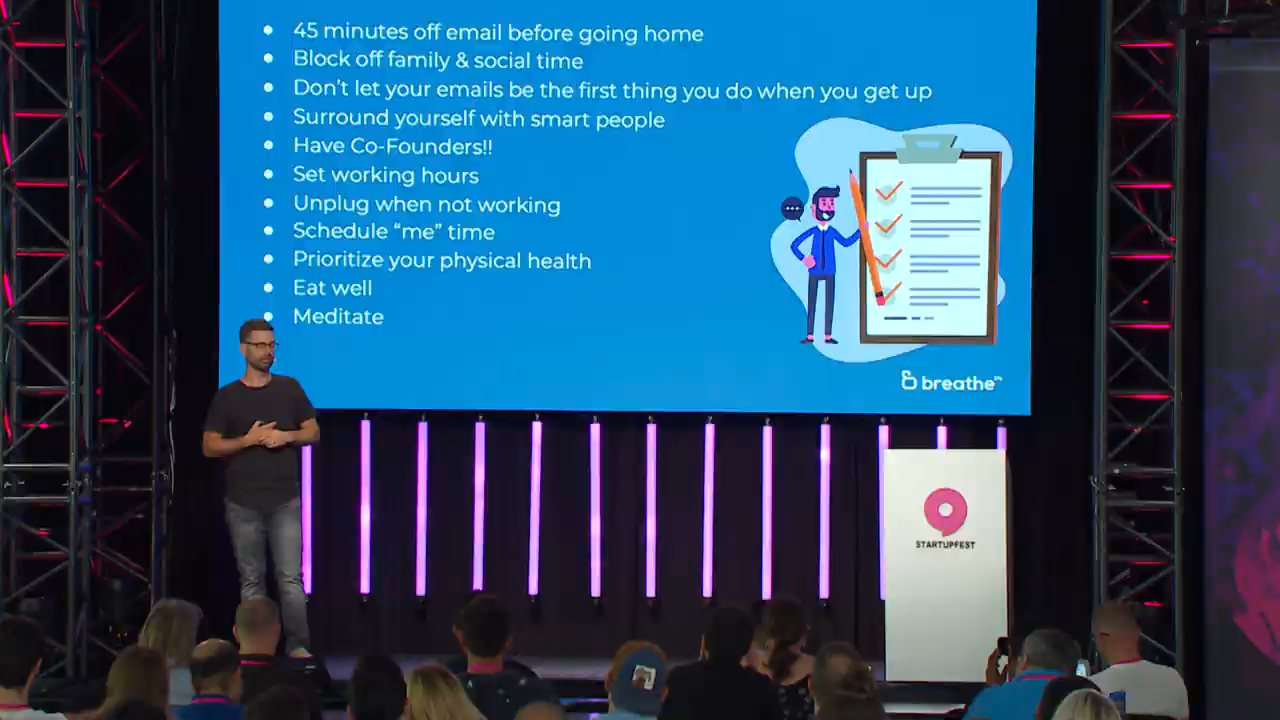 45 minutes off email before going home
Block off family & social time
Don't let your emails be the first thing you do when you get up
Surround yourself with smart people
Have Co-Founders!!
Set working hours
Unplug when not working
Schedule “me” time
Prioritize your physical health
Eat well
Meditate
breathe
STARTUPFEST